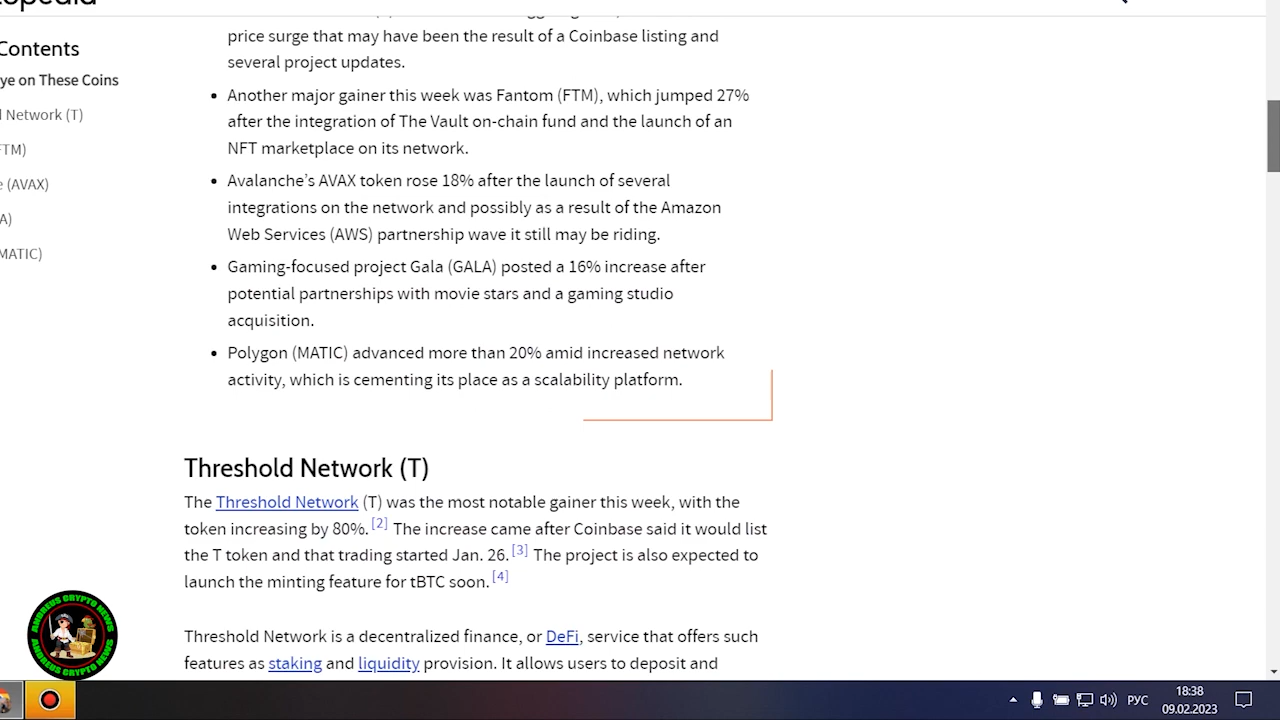 Contents
ye on These Coins
Network (T)
FTM)
(AVAX)
A)
MATIC)
price surge that may have been the result of a Coinbase listing and
several project updates.
• Another major gainer this week was Fantom (FTM), which jumped 27%
after the integration of The Vault on-chain fund and the launch of an
NFT marketplace on its network.
• Avalanche’s AVAX token rose 18% after the launch of several
integrations on the network and possibly as a result of the Amazon
Web Services (AWS) partnership wave it still may be riding.
• Gaming-focused project Gala (GALA) posted a 16% increase after
potential partnerships with movie stars and a gaming studio
acquisition.
• Polygon (MATIC) advanced more than 20% amid increased network
activity, which is cementing its place as a scalability platform.
Threshold Network (T)
The Threshold Network (T) was the most notable gainer this week, with the
token increasing by 80%.[2] The increase came after Coinbase said it would list
the T token and that trading started Jan. 26.[3] The project is also expected to
launch the minting feature for tBTC soon.[4]
Threshold Network is a decentralized finance, or DeFi, service that offers such
features as staking and liquidity provision. It allows users to deposit and
ANDREUS CRYPTO NEWS
ANDREUS CRYPTO NEWS
РУС
18:38
09.02.2023